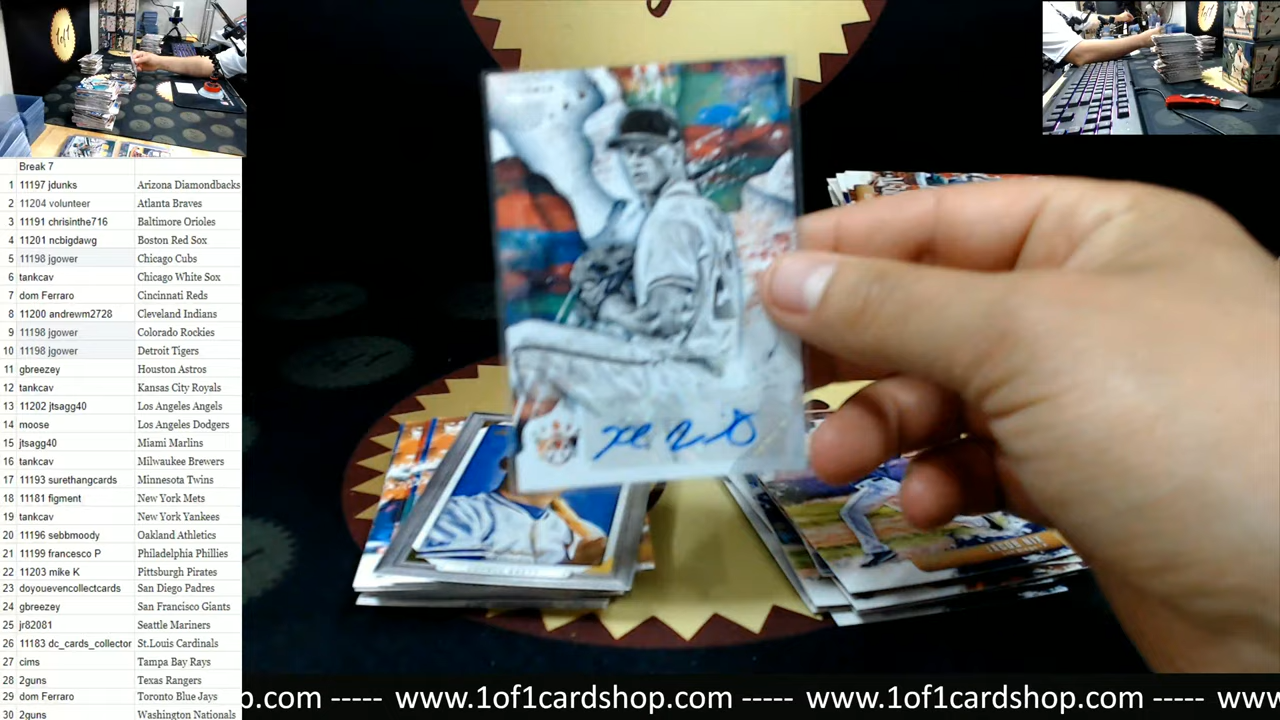 Break 7
1 11197 jdunks Arizona Diamondbacks
2 11204 volunteer Atlanta Braves
3 11191 chrisinthe716 Baltimore Orioles
4 11201 ncbigdawg Boston Red Sox
5 11198 jgower Chicago Cubs
6 tankcav Chicago White Sox
7 dom Ferraro Cincinnati Reds
8 11200 andrewm2728 Cleveland Indians
9 11198 jgower Colorado Rockies
10 11198 jgower Detroit Tigers
11 gbreezey Houston Astros
12 tankcav Kansas City Royals
13 11202 jtsagg40 Los Angeles Angels
14 moose Los Angeles Dodgers
15 jtsagg40 Miami Marlins
16 tankcav Milwaukee Brewers
17 11193 surethangcards Minnesota Twins
18 11181 figment New York Mets
19 tankcav New York Yankees
20 11196 sebbmoody Oakland Athletics
21 11199 francesco P Philadelphia Phillies
22 11203 mike K Pittsburgh Pirates
23 doyouevencollectcards San Diego Padres
24 gbreezey San Francisco Giants
25 jr82081 Seattle Mariners
26 11183 dc_cards_collector St.Louis Cardinals
27 cims Tampa Bay Rays
28 2guns Texas Rangers
29 dom Ferraro Toronto Blue Jays
30 2guns Washington Nationals
p.com ----- www.1of1cardshop.com ----- www.1of1cardshop.com ----- www